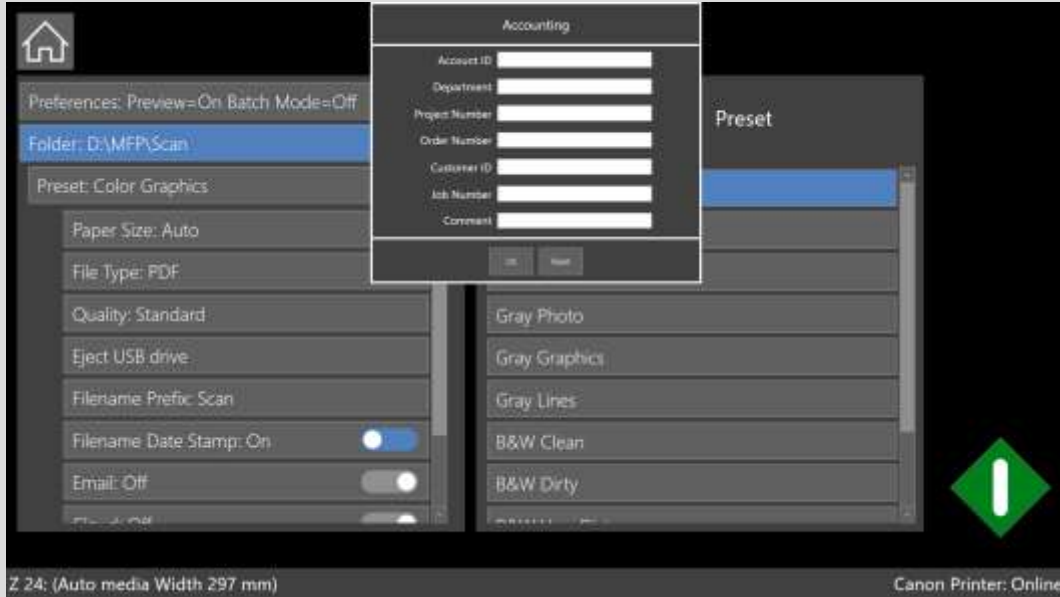 Accounting
Account ID
Department
Project Number
Order Number
Customer ID
Job Number
Comment
Preferences: Preview=On Batch Mode=Off
Folder: D:\MFP\Scan
Preset: Color Graphics
Paper Size: Auto
File Type: PDF
Quality: Standard
Eject USB drive
Filename Prefix: Scan
Filename Date Stamp: On
Email: Off
Preset
Gray Photo
Gray Graphics
Gray Lines
B&W Clean
B&W Dirty
Z 24: (Auto media Width 297 mm)
Canon Printer: Online